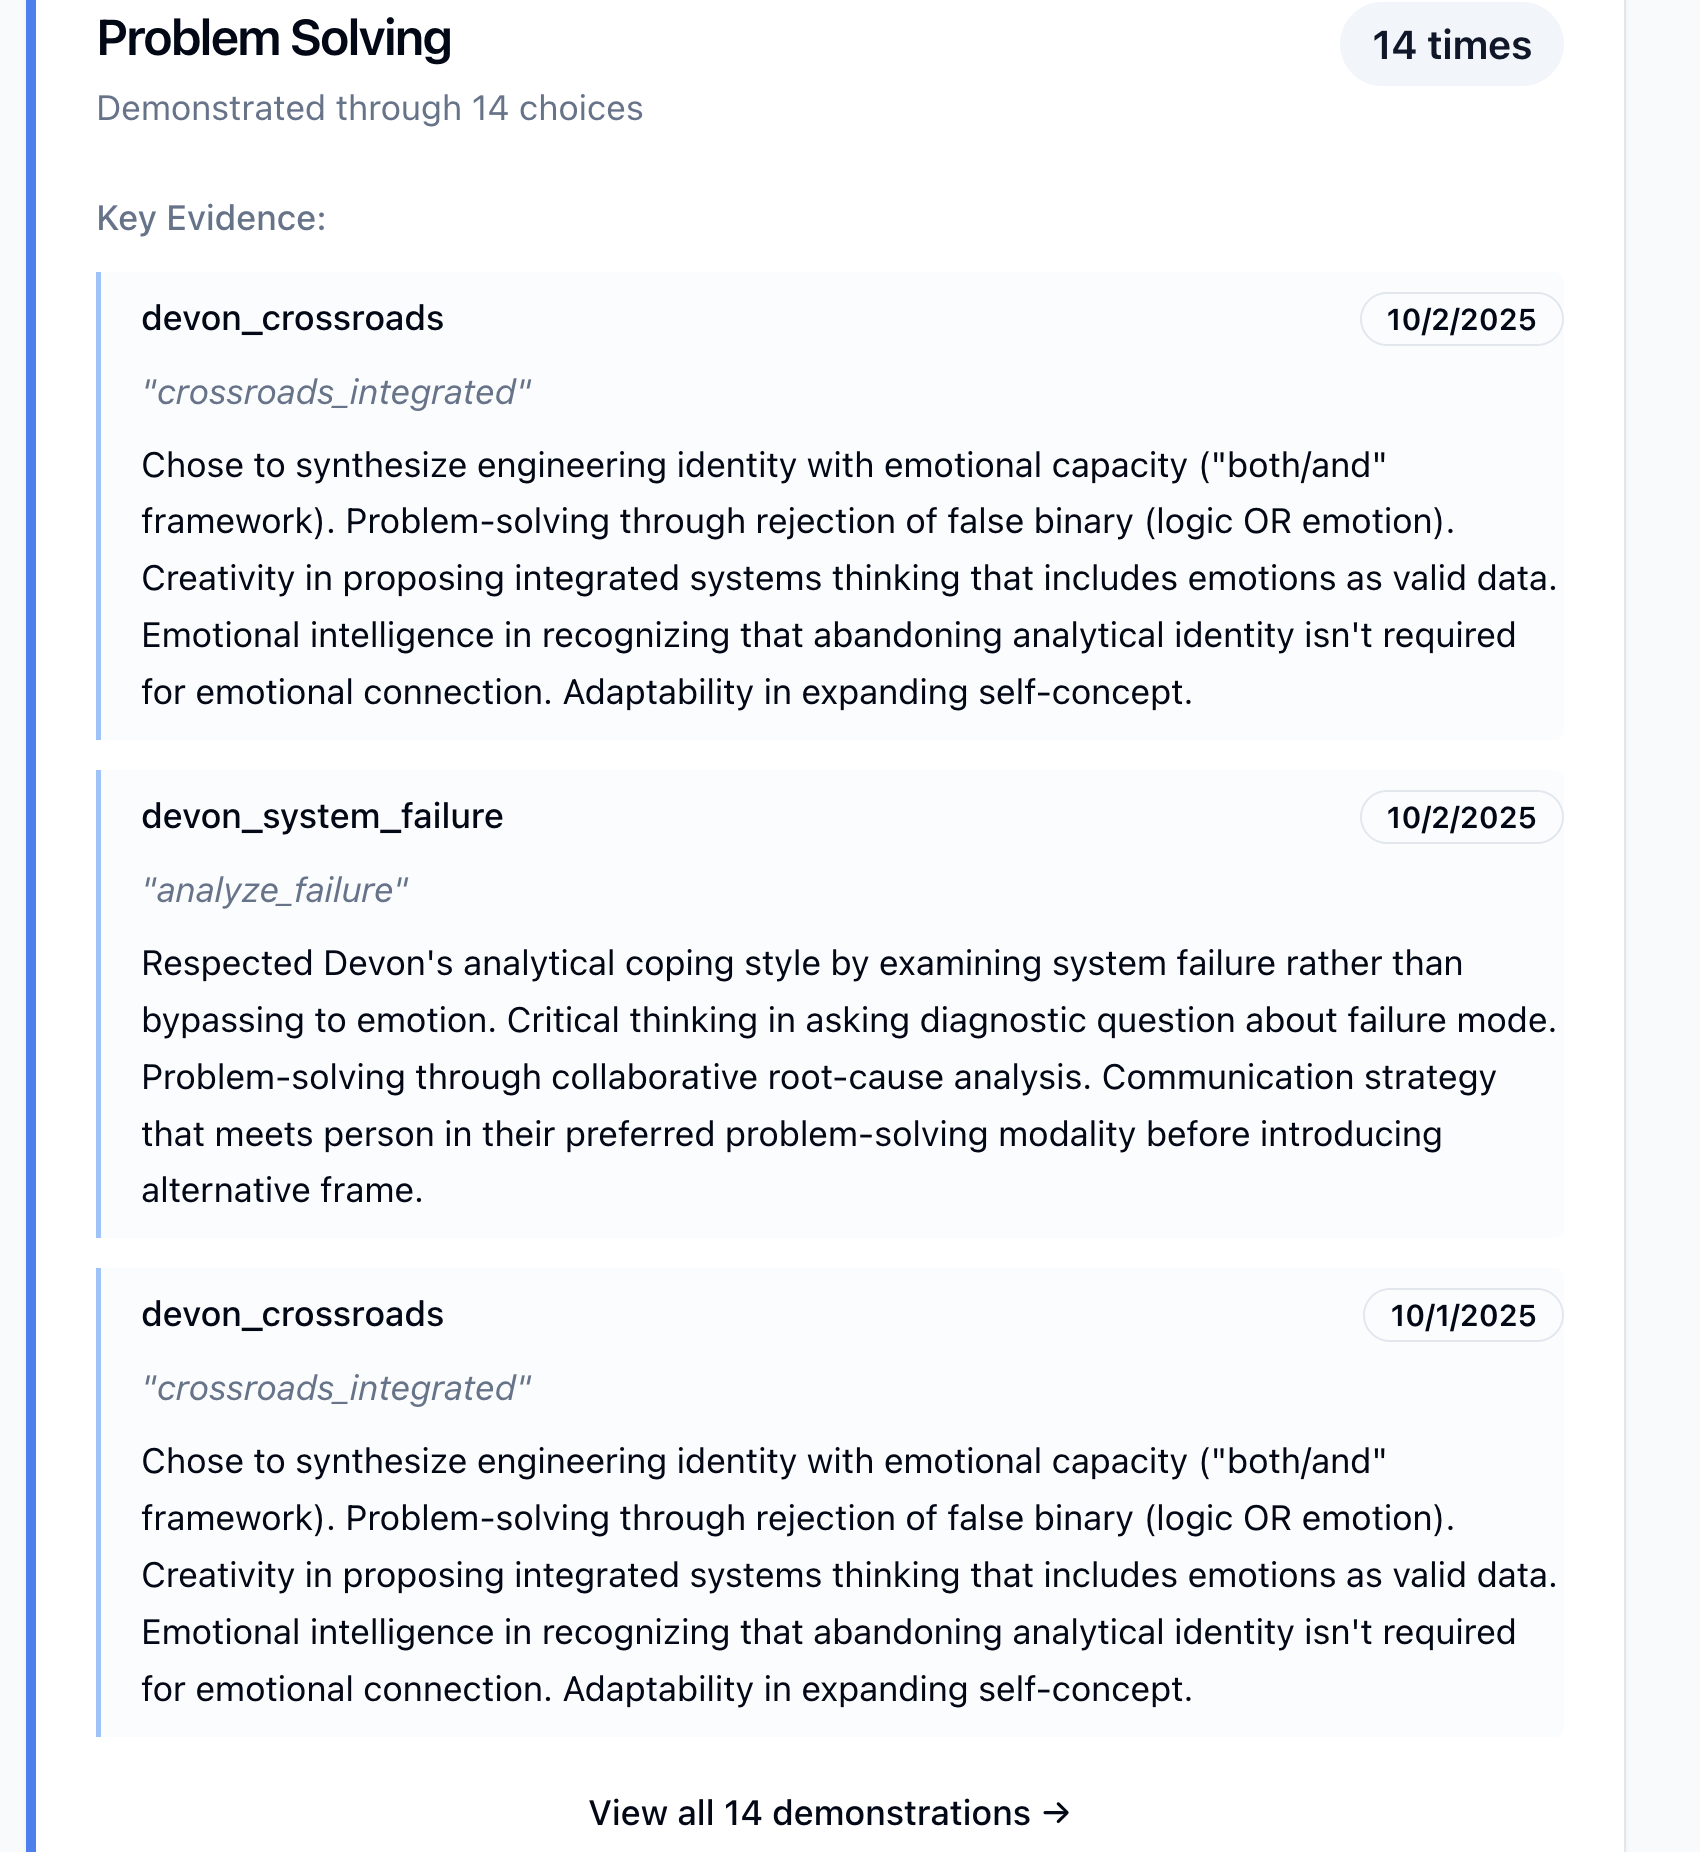 Problem Solving
14 times
Demonstrated through 14 choices
Key Evidence:
devon_crossroads
10/2/2025
"crossroads_integrated"
Chose to synthesize engineering identity with emotional capacity ("both/and"
framework). Problem-solving through rejection of false binary (logic OR emotion).
Creativity in proposing integrated systems thinking that includes emotions as valid data.
Emotional intelligence in recognizing that abandoning analytical identity isn't required
for emotional connection. Adaptability in expanding self-concept.
devon_system_failure
10/2/2025
"analyze_failure"
Respected Devon's analytical coping style by examining system failure rather than
bypassing to emotion. Critical thinking in asking diagnostic question about failure mode.
Problem-solving through collaborative root-cause analysis. Communication strategy
that meets person in their preferred problem-solving modality before introducing
alternative frame.
devon_crossroads
10/1/2025
"crossroads_integrated"
Chose to synthesize engineering identity with emotional capacity ("both/and"
framework). Problem-solving through rejection of false binary (logic OR emotion).
Creativity in proposing integrated systems thinking that includes emotions as valid data.
Emotional intelligence in recognizing that abandoning analytical identity isn't required
for emotional connection. Adaptability in expanding self-concept.
View all 14 demonstrations →